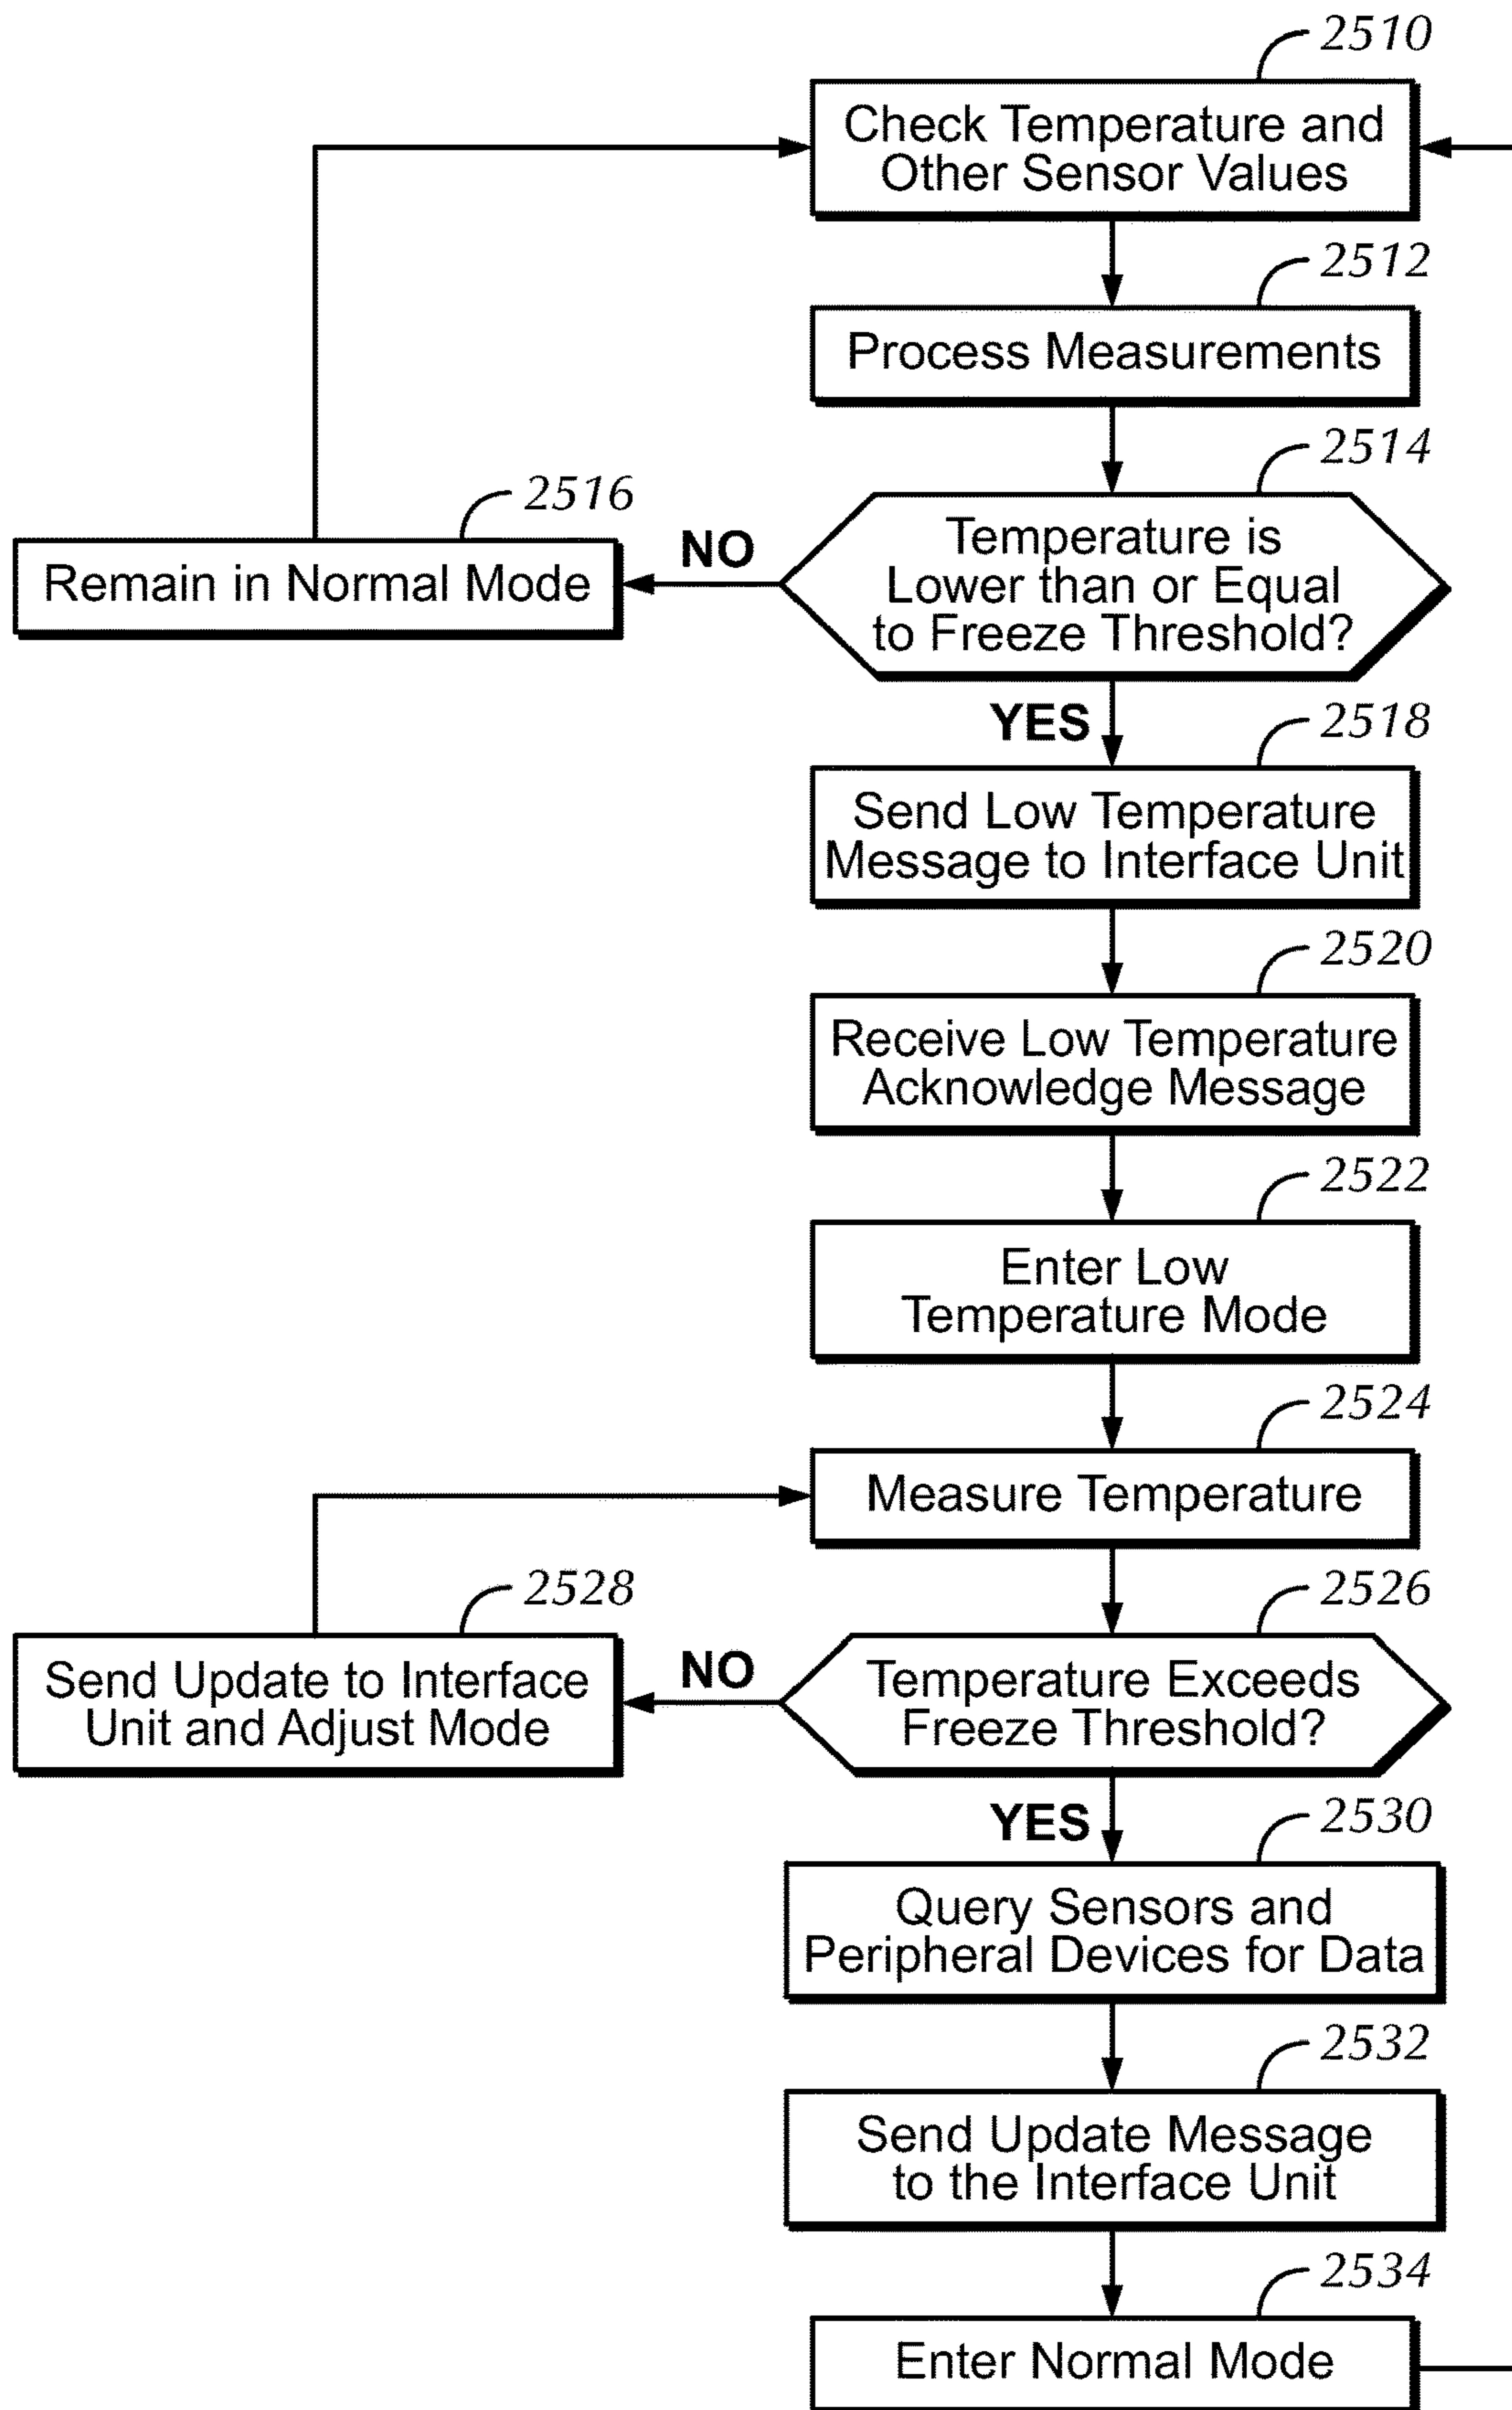 2510
Check Temperature and
Other Sensor Values
2512
Process Measurements
2514
Temperature is
Lower than or Equal
to Freeze Threshold?
NO
2516
Remain in Normal Mode
YES
2518
Send Low Temperature
Message to Interface Unit
2520
Receive Low Temperature
Acknowledge Message
2522
Enter Low
Temperature Mode
2524
Measure Temperature
2526
Temperature Exceeds
Freeze Threshold?
NO
2528
Send Update to Interface
Unit and Adjust Mode
YES
2530
Query Sensors and
Peripheral Devices for Data
2532
Send Update Message
to the Interface Unit
2534
Enter Normal Mode